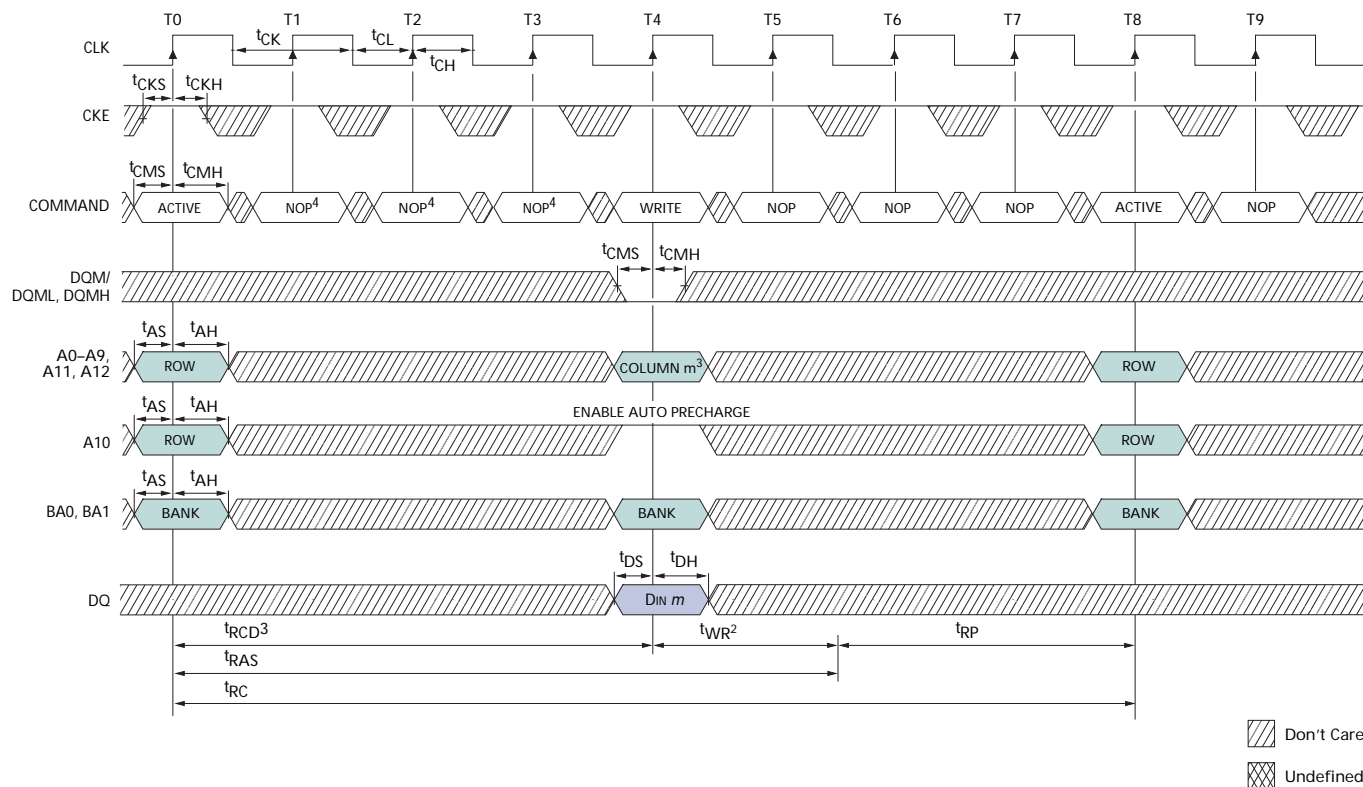 T0 T1 T2 T3 T4 T5 T6 T7 T8 T9
CLK
tCK tCL
tCH
tCKS tCKH
CKE
tCMS tCMH
COMMAND ACTIVE NOP4 NOP4 NOP4 WRITE NOP NOP NOP ACTIVE NOP
tCMS tCMH
DQM/
DQML, DQMH
tAS tAH
A0–A9,
A11, A12
ROW COLUMN m3 ROW
tAS tAH
ENABLE AUTO PRECHARGE
A10 ROW ROW
tAS tAH
BA0, BA1 BANK BANK BANK
tDS tDH
DQ DIN m
tRCD3 tWR2 tRP
tRAS
tRC
Don't Care
Undefined